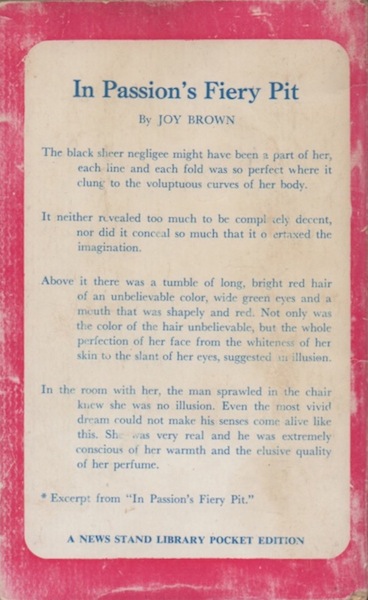 In Passion's Fiery Pit
By JOY BROWN
The black sheer negligee might have been a part of her,
each line and each fold was so perfect where it
clung to the voluptuous curves of her body.
It neither revealed too much to be completely decent,
nor did it conceal so much that it overtaxed the
imagination.
Above it there was a tumble of long, bright red hair
of an unbelievable color, wide green eyes and a
mouth that was shapely and red. Not only was
the color of the hair unbelievable, but the whole
perfection of her face from the whiteness of her
skin to the slant of her eyes, suggested an illusion.
In the room with her, the man sprawled in the chair
knew she was no illusion. Even the most vivid
dream could not make his senses come alive like
this. She was very real and he was extremely
conscious of her warmth and the elusive quality
of her perfume.
* Excerpt from "In Passion's Fiery Pit."
A NEWS STAND LIBRARY POCKET EDITION